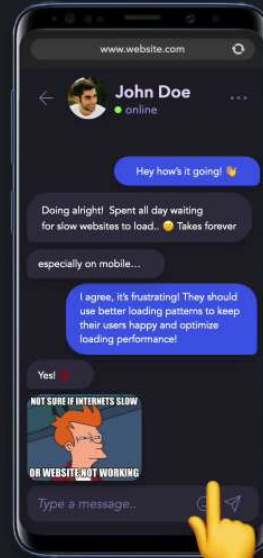 www.website.com
John Doe
online
Hey how's it going! 👋
Doing alright! Spent all day waiting
for slow websites to load.. 🙁 Takes forever
especially on mobile...
I agree, it's frustrating! They should
use better loading patterns to keep
their users happy and optimize
loading performance!
Yes!
NOT SURE IF INTERNETS SLOW
OR WEBSITE NOT WORKING
Type a message..